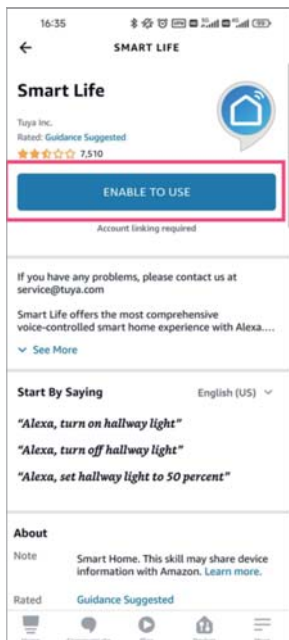 16:35
SMART LIFE
Smart Life
Tuya Inc.
Rated: Guidance Suggested
7,510
ENABLE TO USE
Account linking required
If you have any problems, please contact us at
service@tuya.com
Smart Life offers the most comprehensive
voice-controlled smart home experience with Alexa....
See More
Start By Saying English (US)
“Alexa, turn on hallway light”
“Alexa, turn off hallway light”
“Alexa, set hallway light to 50 percent”
About
Note Smart Home. This skill may share device
information with Amazon. Learn more.
Rated Guidance Suggested